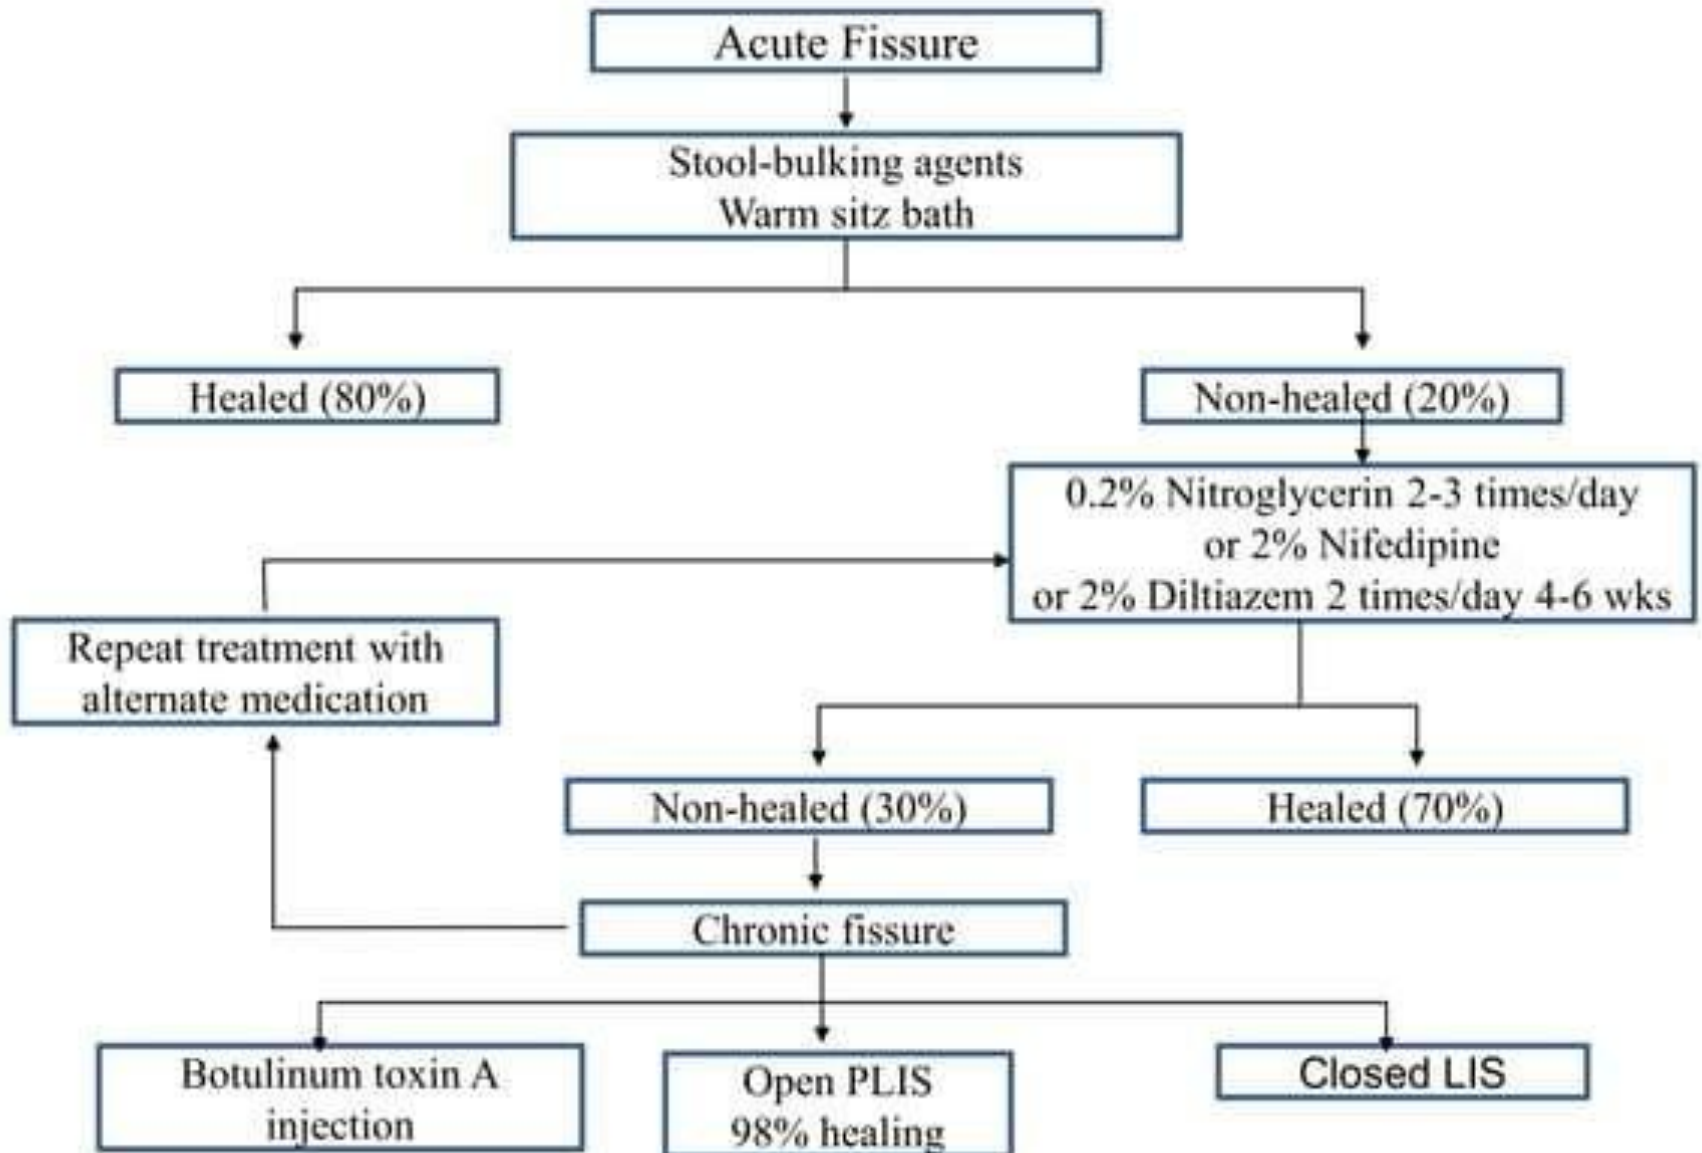 Acute Fissure
Stool-bulking agents
Warm sitz bath
Healed (80%)
Non-healed (20%)
0.2% Nitroglycerin 2-3 times/day
or 2% Nifedipine
or 2% Diltiazem 2 times/day 4-6 wks
Repeat treatment with
alternate medication
Non-healed (30%)
Healed (70%)
Chronic fissure
Botulinum toxin A
injection
Open PLIS
98% healing
Closed LIS